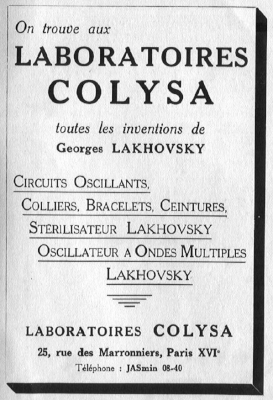 On trouve aux
LABORATOIRES
COLYSA
toutes les inventions de
Georges LAKHOVSKY
CIRCUITS OSCILLANTS,
COLLIERS, BRACELETS, CEINTURES,
STÉRILISATEUR LAKHOVSKY
OSCILLATEUR A ONDES MULTIPLES
LAKHOVSKY
LABORATOIRES COLYSA
25, rue des Marronniers, Paris XVIe
Téléphone : JASmin 08-40